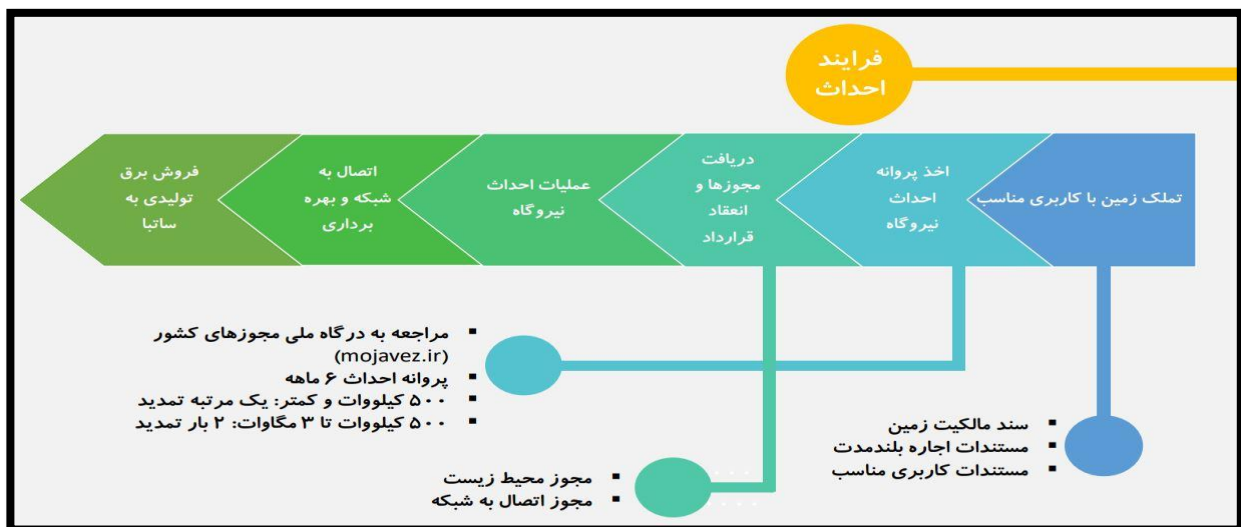 فرایند
احداث
تملک زمین با کاربری مناسب
اخذ پروانه
احداث
نیروگاه
دریافت
مجوزها و
انعقاد
قرارداد
عملیات احداث
نیروگاه
اتصال به
شبکه و بهره
برداری
فروش برق
تولیدی به
ساتبا
▪ مراجعه به درگاه ملی مجوزهای کشور
(mojavez.ir)
▪ پروانه احداث ۶ ماهه
▪ ۵۰۰ کیلووات و کمتر: یک مرتبه تمدید
▪ ۵۰۰ کیلووات تا ۳ مگاوات: ۲ بار تمدید
▪ سند مالکیت زمین
▪ مستندات اجاره بلندمدت
▪ مستندات کاربری مناسب
▪ مجوز محیط زیست
▪ مجوز اتصال به شبکه